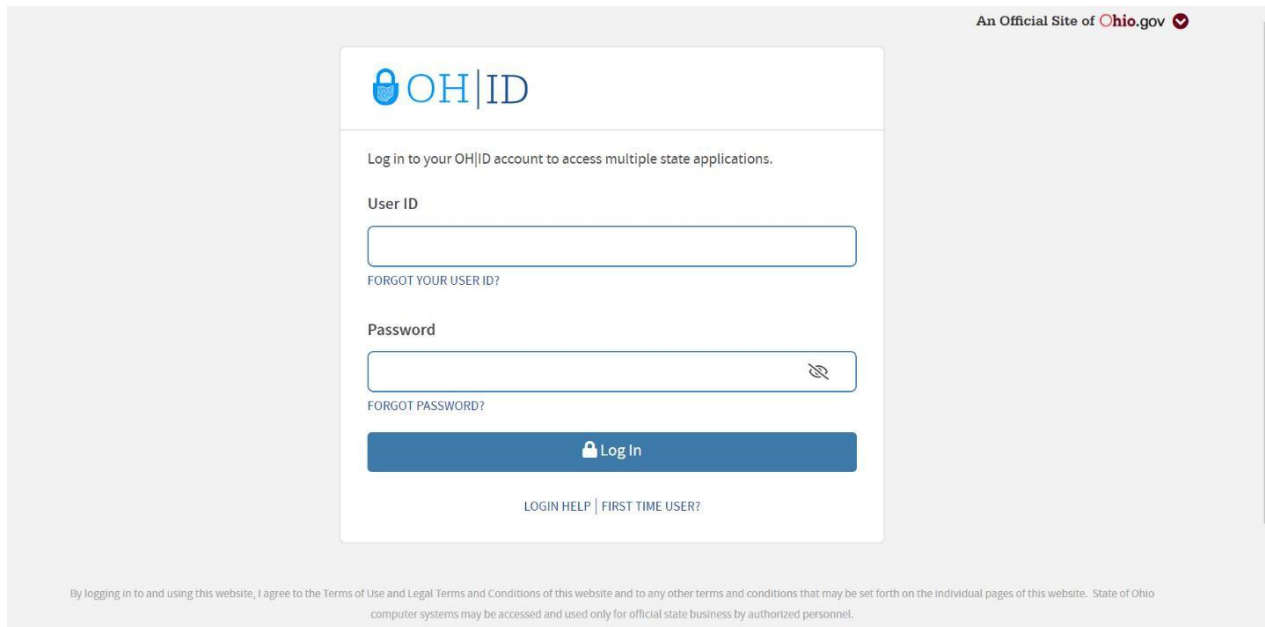 An Official Site of Ohio.gov
OH|ID
Log in to your OH|ID account to access multiple state applications.
User ID
FORGOT YOUR USER ID?
Password
FORGOT PASSWORD?
Log In
LOGIN HELP | FIRST TIME USER?
By logging in to and using this website, I agree to the Terms of Use and Legal Terms and Conditions of this website and to any other terms and conditions that may be set forth on the individual pages of this website. State of Ohio
computer systems may be accessed and used only for official state business by authorized personnel.